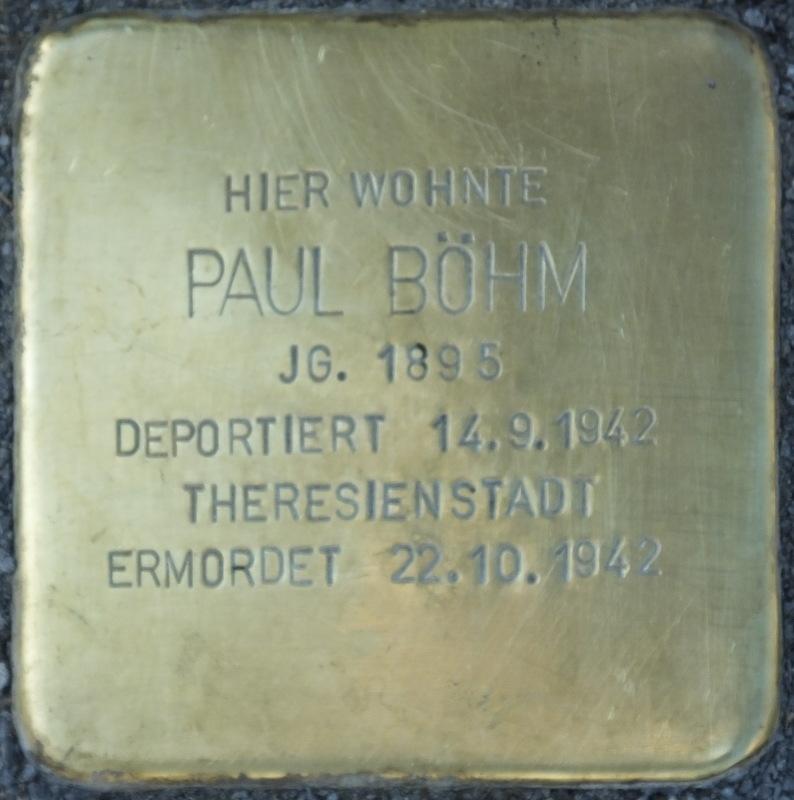 HIER WOHNTE
PAUL BÖHM
JG. 1895
DEPORTIERT 14.9.1942
THERESIENSTADT
ERMORDET 22.10.1942